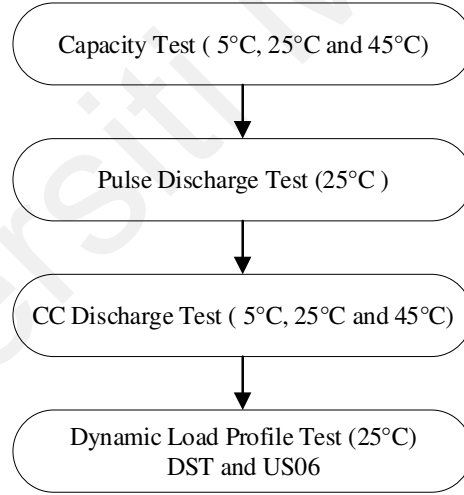 Capacity Test ( 5°C, 25°C and 45°C)
Pulse Discharge Test (25°C )
CC Discharge Test ( 5°C, 25°C and 45°C)
Dynamic Load Profile Test (25°C)
DST and US06